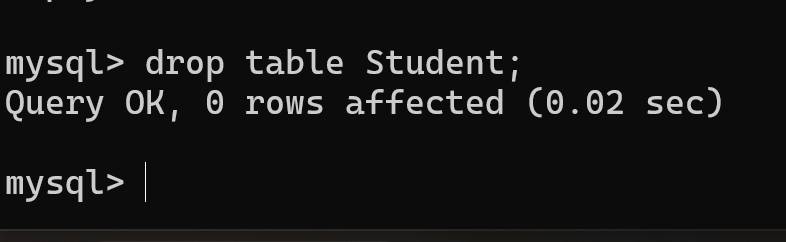 mysql> drop table Student;
Query OK, 0 rows affected (0.02 sec)
mysql>